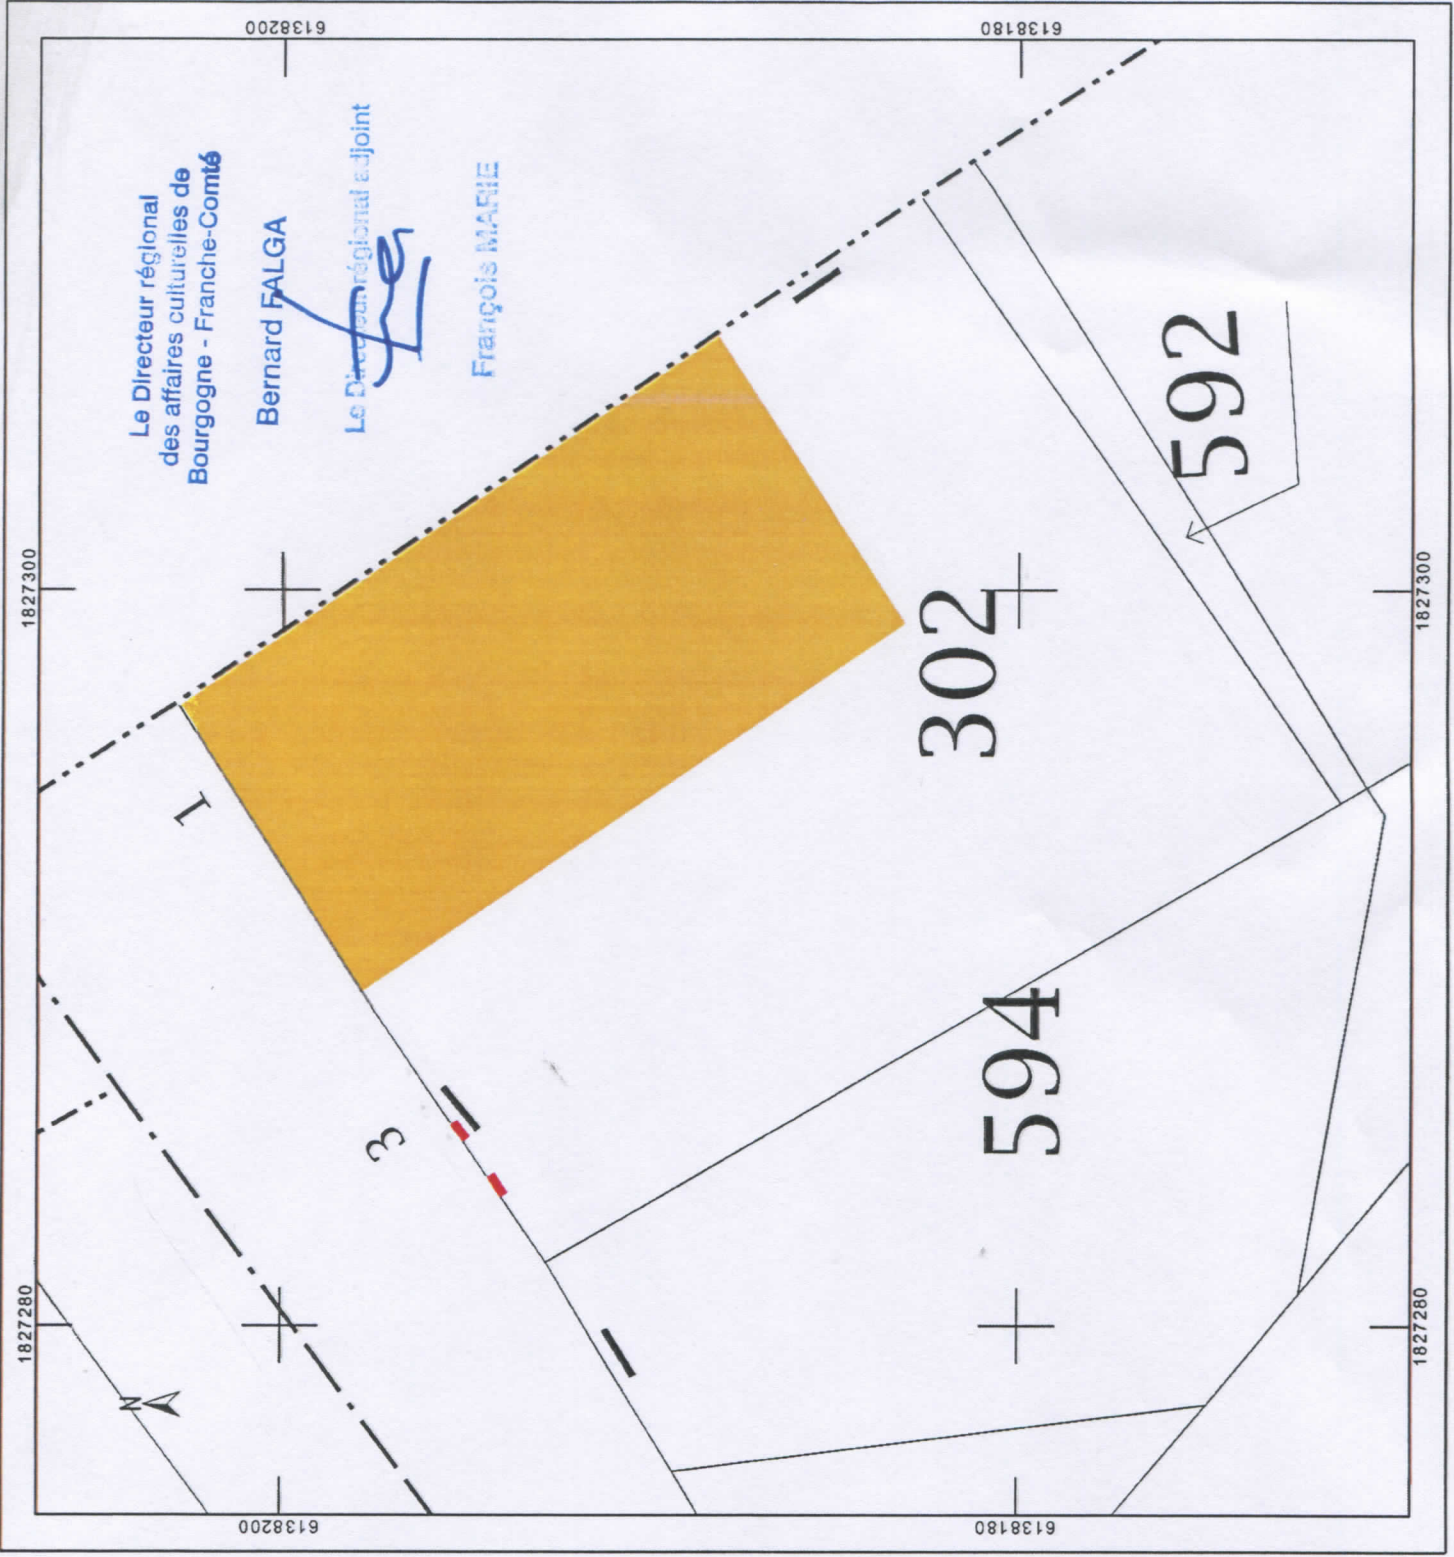 Le Directeur régional
des affaires culturelles de
Bourgogne - Franche-Comté
Bernard FALGA
Le Directeur régional adjoint
François MARIE
6138200
6138180
1827300
1827300
1
302
592
3
594
1827280
1827280
N
6138200
6138180